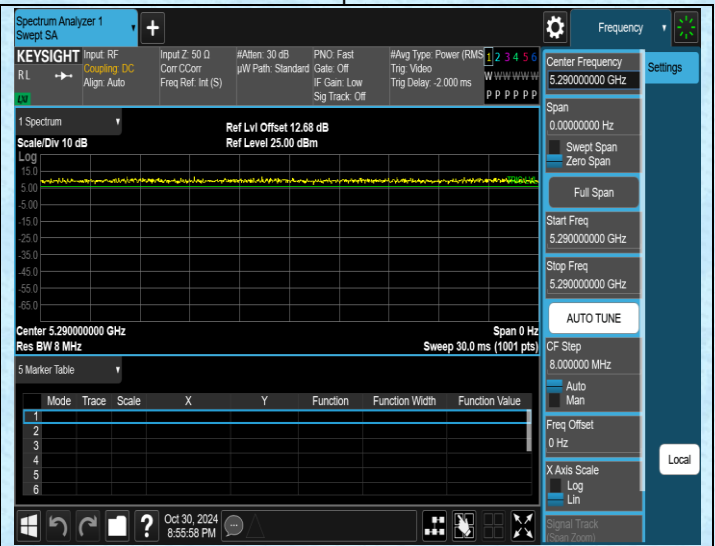 Spectrum Analyzer 1
Swept SA
+
Frequency
KEYSIGHT
RL
LXI
Input: RF
Coupling: DC
Align: Auto
Input Z: 50 Ω
Corr CCorr
Freq Ref: Int (S)
#Atten: 30 dB
µW Path: Standard
PNO: Fast
Gate: Off
IF Gain: Low
Sig Track: Off
#Avg Type: Power (RMS
Trig: Video
Trig Delay: -2.000 ms
1 2 3 4 5 6
W W W W W W
P P P P P P
1 Spectrum
Scale/Div 10 dB
Ref Lvl Offset 12.68 dB
Ref Level 25.00 dBm
Log
15.0
5.00
-5.00
-15.0
-25.0
-35.0
-45.0
-55.0
-65.0
Center 5.290000000 GHz
Res BW 8 MHz
Span 0 Hz
Sweep 30.0 ms (1001 pts)
5 Marker Table
Mode Trace Scale X Y Function Function Width Function Value
1
2
3
4
5
6
?
Oct 30, 2024
8:55:58 PM
Center Frequency
5.290000000 GHz
Span
0.00000000 Hz
Swept Span
Zero Span
Full Span
Start Freq
5.290000000 GHz
Stop Freq
5.290000000 GHz
AUTO TUNE
CF Step
8.000000 MHz
Auto
Man
Freq Offset
0 Hz
X Axis Scale
Log
Lin
Signal Track
(Span Zoom)
Settings
Local